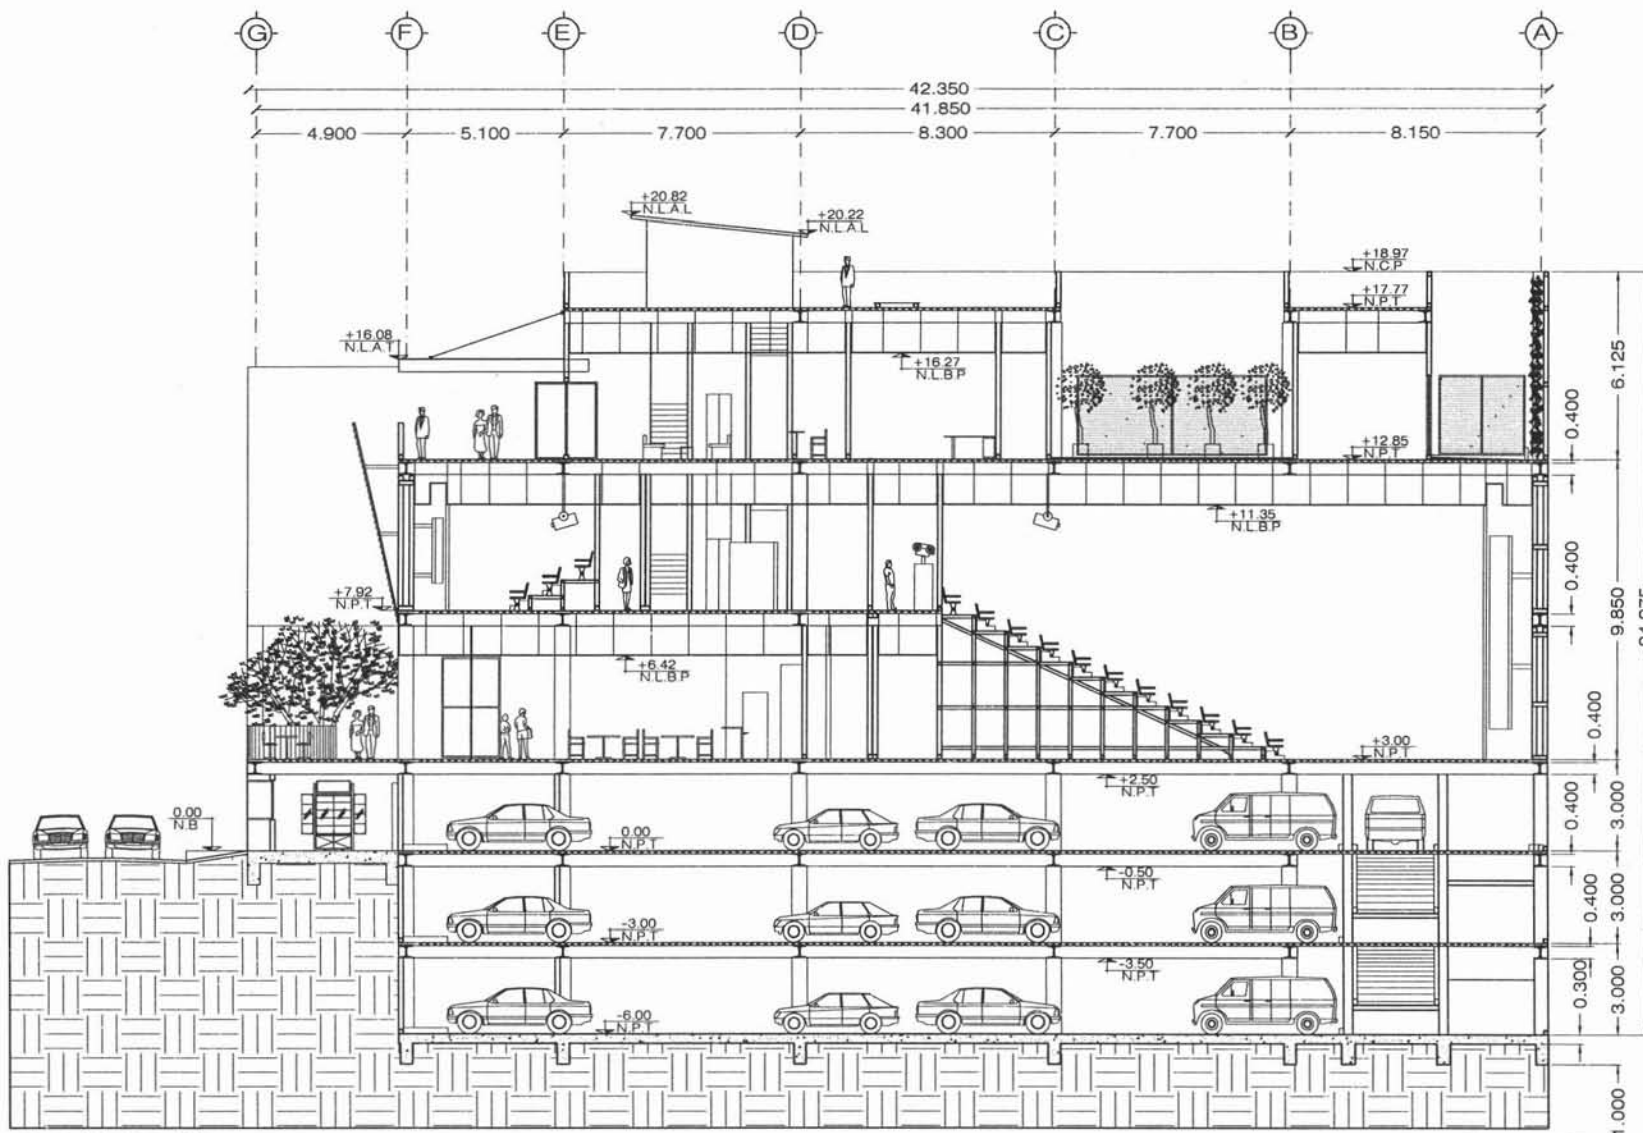 G F E D C B A
42.350
41.850
4.900 5.100 7.700 8.300 7.700 8.150
+20.82
N.L.A.L
+20.22
N.L.A.L
+18.97
N.C.P
+17.77
N.P.T
+16.08
N.L.A.T
+16.27
N.L.B.P
6.125
0.400
+12.85
N.P.T
+11.35
N.L.B.P
0.400
9.850
+7.92
N.P.T
+6.42
N.L.B.P
0.400
+3.00
N.P.T
+2.50
N.P.T
0.400
3.000
0.00
N.B
0.00
N.P.T
-0.50
N.P.T
0.400
3.000
-3.00
N.P.T
-3.50
N.P.T
0.300
3.000
-6.00
N.P.T
1.000